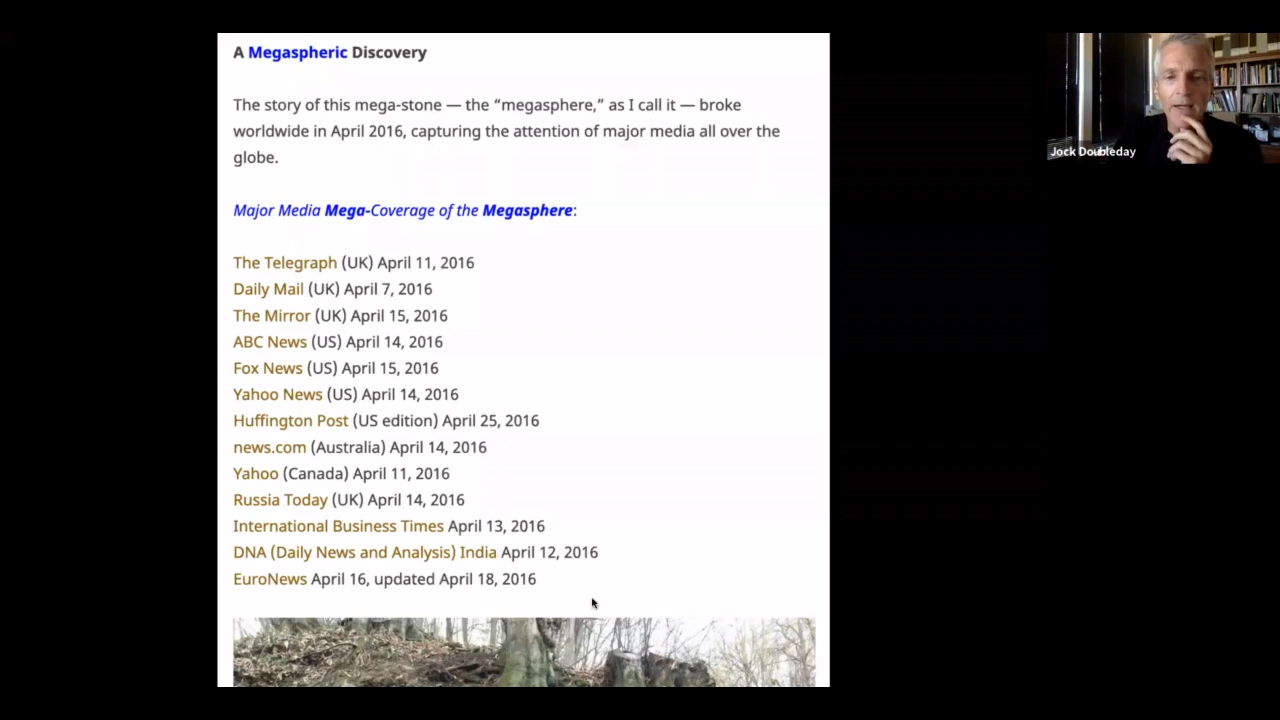 A Megaspheric Discovery
The story of this mega-stone — the “megasphere,” as I call it — broke
worldwide in April 2016, capturing the attention of major media all over the
globe.
Major Media Mega-Coverage of the Megasphere:
The Telegraph (UK) April 11, 2016
Daily Mail (UK) April 7, 2016
The Mirror (UK) April 15, 2016
ABC News (US) April 14, 2016
Fox News (US) April 15, 2016
Yahoo News (US) April 14, 2016
Huffington Post (US edition) April 25, 2016
news.com (Australia) April 14, 2016
Yahoo (Canada) April 11, 2016
Russia Today (UK) April 14, 2016
International Business Times April 13, 2016
DNA (Daily News and Analysis) India April 12, 2016
EuroNews April 16, updated April 18, 2016
Jock Doubleday